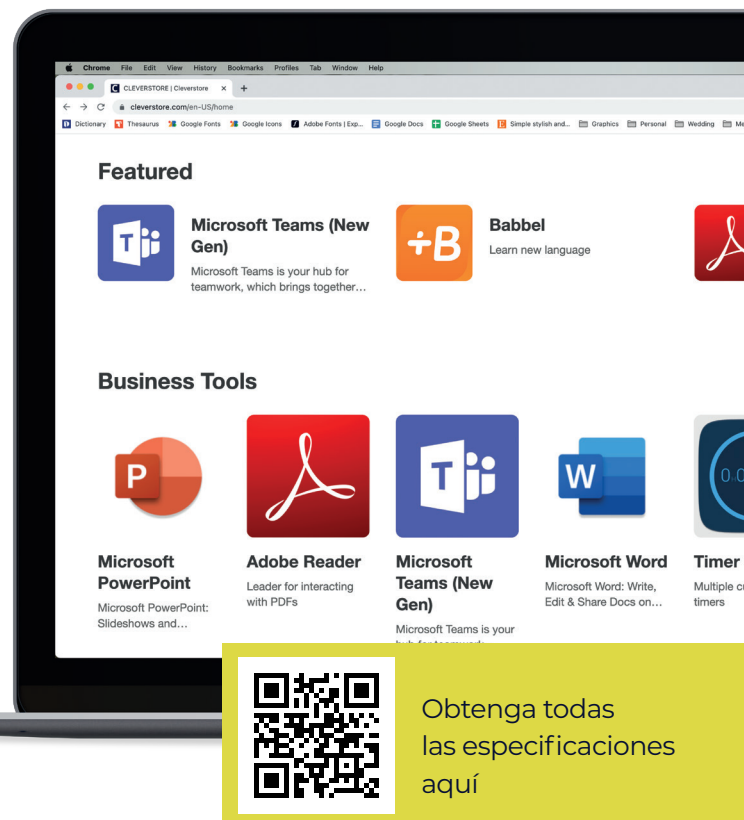 Chrome File Edit View History Bookmarks Profiles Tab Window Help
CLEVERSTORE | Cleverstore × +
cleverstore.com/en-US/home
Dictionary Thesaurus Google Fonts Google Icons Adobe Fonts | Exp... Google Docs Google Sheets Simple stylish and... Graphics Personal Wedding
Featured
Microsoft Teams (New
Gen)
Microsoft Teams is your hub for
teamwork, which brings together...
Babbel
Learn new language
Business Tools
Microsoft
PowerPoint
Microsoft PowerPoint:
Slideshows and...
Adobe Reader
Leader for interacting
with PDFs
Microsoft
Teams (New
Gen)
Microsoft Teams is your
Microsoft Word
Microsoft Word: Write,
Edit & Share Docs on...
Timer
Multiple
timers
Obtenga todas
las especificaciones
aquí